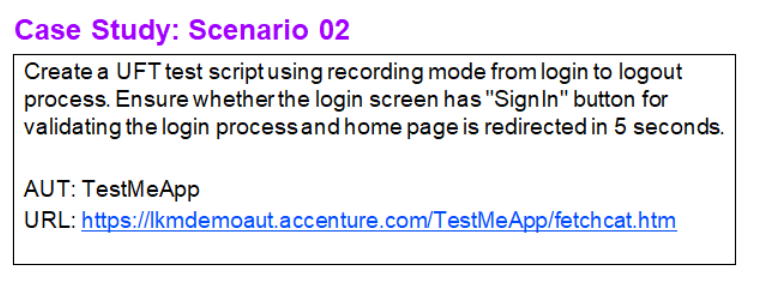 Case Study: Scenario 02
Create a UFT test script using recording mode from login to logout
process. Ensure whether the login screen has "SignIn" button for
validating the login process and home page is redirected in 5 seconds.
AUT: TestMeApp
URL: https://lkmdemoaut.accenture.com/TestMeApp/fetchcat.htm